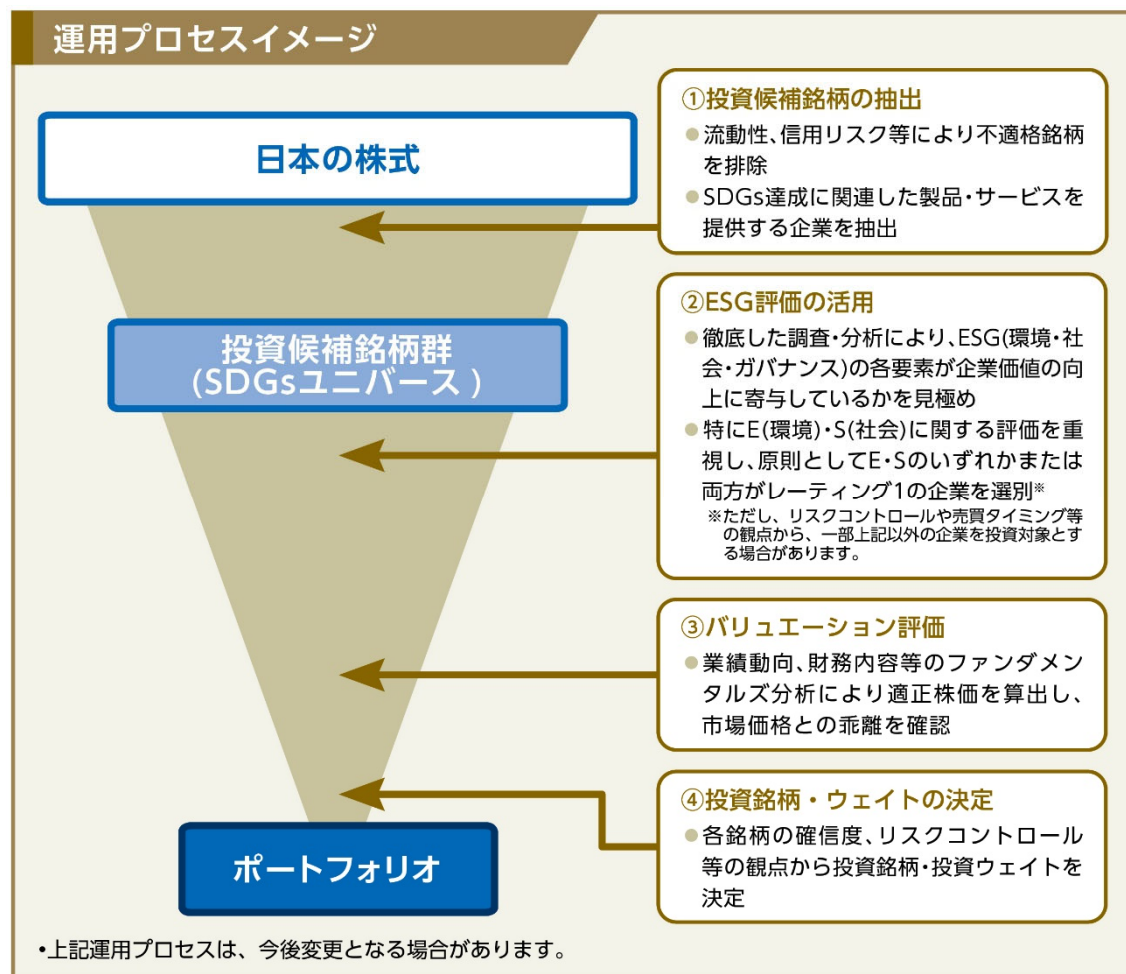 運用プロセスイメージ
日本の株式
投資候補銘柄群
(SDGsユニバース )
ポートフォリオ
①投資候補銘柄の抽出
●流動性、信用リスク等により不適格銘柄
を排除
●SDGs達成に関連した製品・サービスを
提供する企業を抽出
②ESG評価の活用
●徹底した調査・分析により、ESG(環境・社
会・ガバナンス)の各要素が企業価値の向
上に寄与しているかを見極め
●特にE(環境)・S(社会)に関する評価を重
視し、原則としてE・Sのいずれかまたは
両方がレーティング1の企業を選別※
※ただし、リスクコントロールや売買タイミング等
の観点から、一部上記以外の企業を投資対象とす
る場合があります。
③バリュエーション評価
●業績動向、財務内容等のファンダメン
タルズ分析により適正株価を算出し、
市場価格との乖離を確認
④投資銘柄・ウェイトの決定
●各銘柄の確信度、リスクコントロール
等の観点から投資銘柄・投資ウェイトを
決定
•上記運用プロセスは、今後変更となる場合があります。